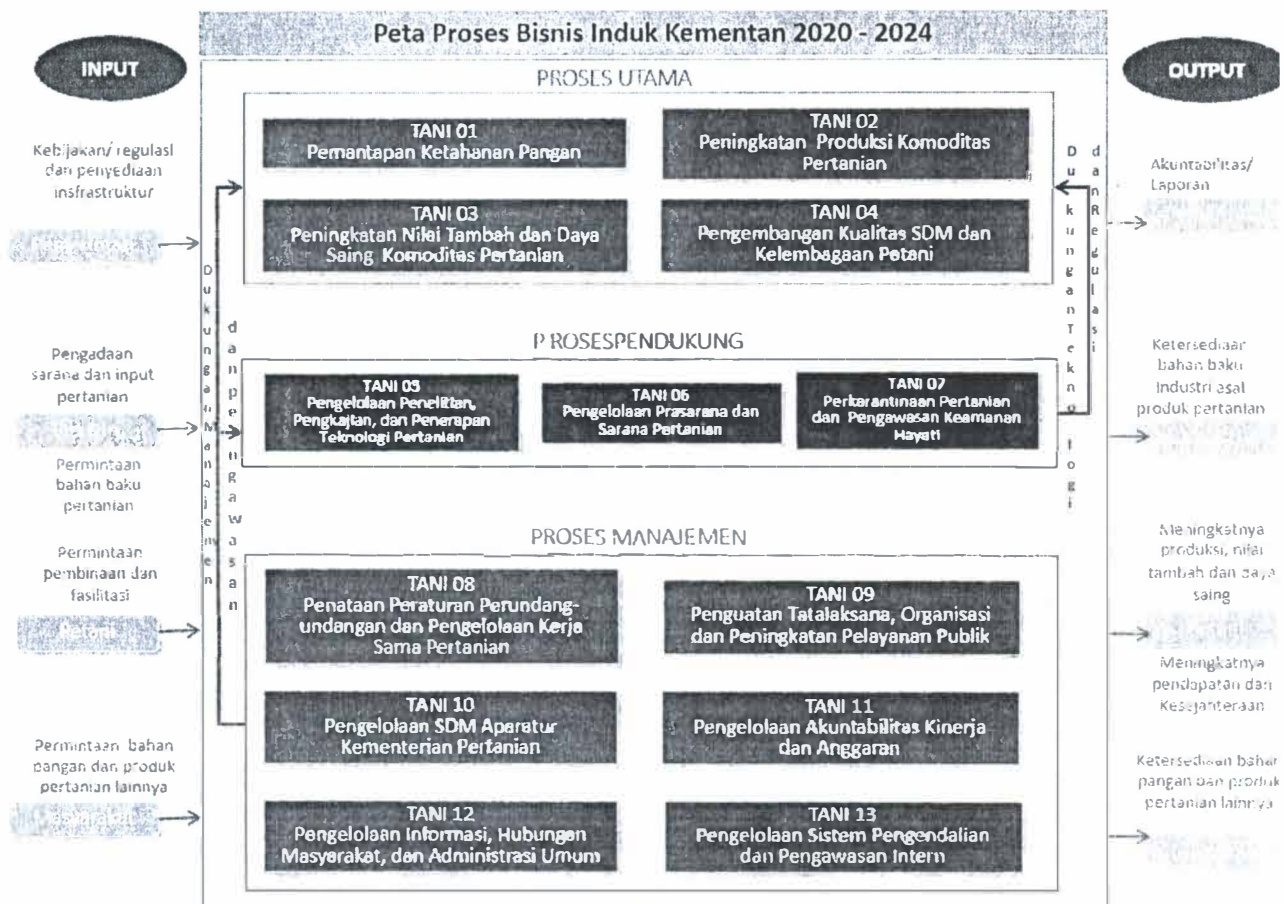 Peta Proses Bisnis Induk Kementan 2020 - 2024
INPUT
Kebijakan/ regulasi
dan penyediaan
insfrastruktur
Pengadaan
sarana dan input
pertanian
Permintaan
bahan baku
pertanian
Permintaan
pembinaan dan
fasilitasi
Petani
Permintaan bahan
pangan dan produk
pertanian lainnya
Dukungan Manajemen
dan pengawasan
PROSES UTAMA
TANI 01
Pemantapan Ketahanan Pangan
TANI 02
Peningkatan Produksi Komoditas
Pertanian
TANI 03
Peningkatan Nilai Tambah dan Daya
Saing Komoditas Pertanian
TANI 04
Pengembangan Kualitas SDM dan
Kelembagaan Petani
PROSESPENDUKUNG
TANI 05
Pengelolaan Penelitian,
Pengkajian, dan Penerapan
Teknologi Pertanian
TANI 06
Pengelolaan Prasarana dan
Sarana Pertanian
TANI 07
Perkarantinaan Pertanian
dan Pengawasan Keamanan
Hayati
PROSES MANAJEMEN
TANI 08
Penataan Peraturan Perundang-
undangan dan Pengelolaan Kerja
Sama Pertanian
TANI 09
Penguatan Tatalaksana, Organisasi
dan Peningkatan Pelayanan Publik
TANI 10
Pengelolaan SDM Aparatur
Kementerian Pertanian
TANI 11
Pengelolaan Akuntabilitas Kinerja
dan Anggaran
TANI 12
Pengelolaan Informasi, Hubungan
Masyarakat, dan Administrasi Umum
TANI 13
Pengelolaan Sistem Pengendalian
dan Pengawasan Intern
Dukungan Teknologi
dan Regulasi
OUTPUT
Akuntabilitas/
Laporan
Ketersediaan
bahan baku
Industri asal
produk pertanian
Meningkatnya
produksi, nilai
tambah dan daya
saing
Meningkatnya
pendapatan dan
Kesejahteraan
Ketersediaan bahan
pangan dan produk
pertanian lainnya